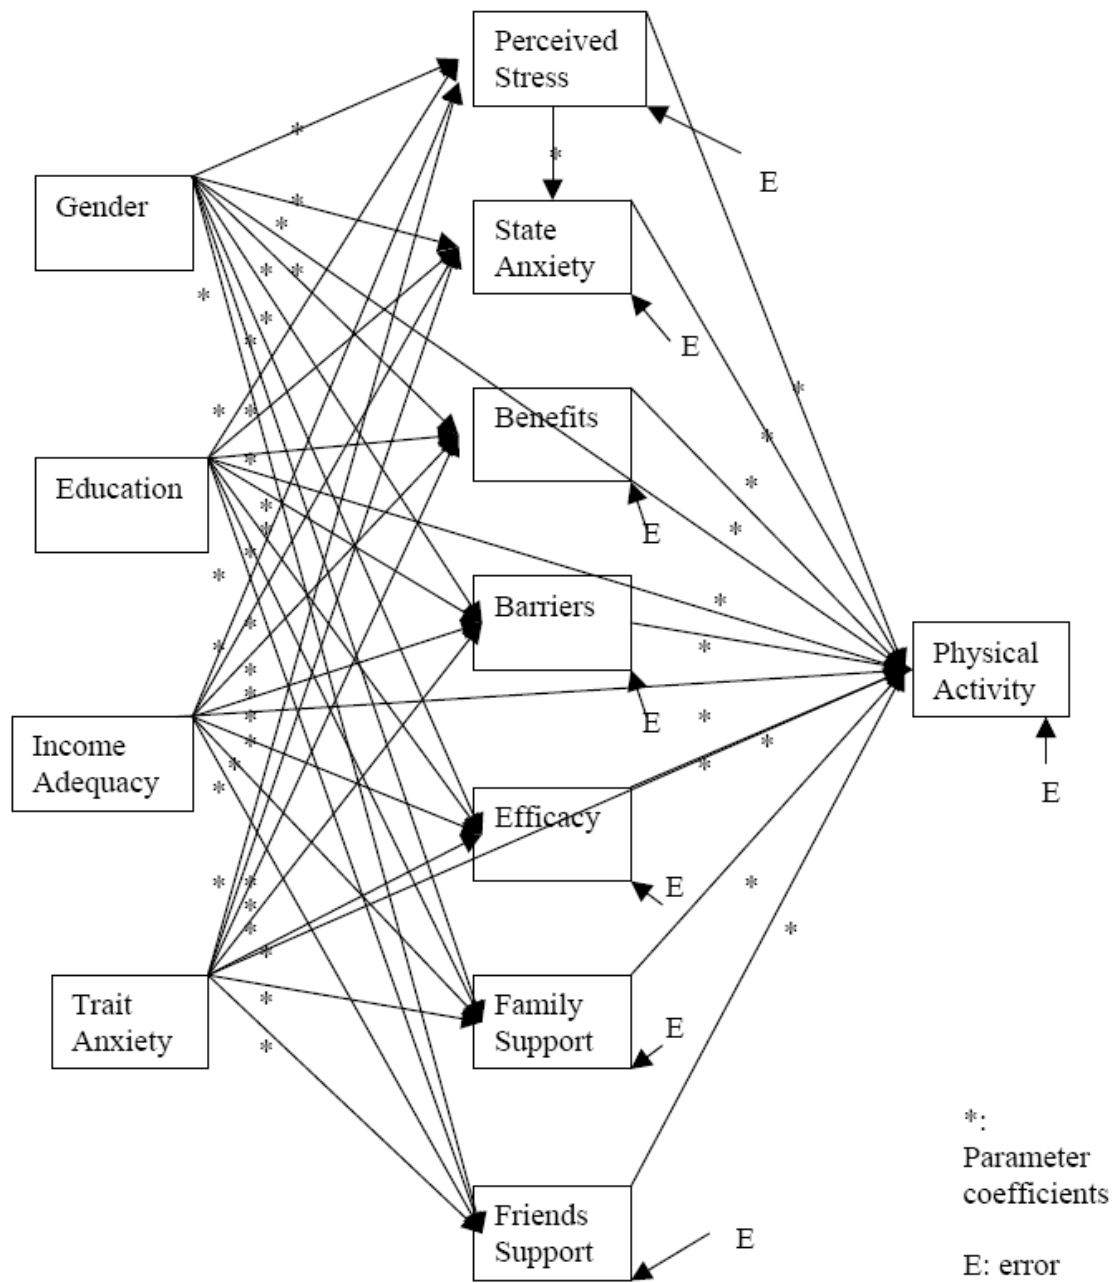 Perceived
Stress
E
Gender
State
Anxiety
E
Benefits
Education
E
Barriers
Physical
Activity
E
Income
Adequacy
E
Efficacy
E
Trait
Anxiety
Family
Support
E
*:
Parameter
coefficients
Friends
Support
E
E: error